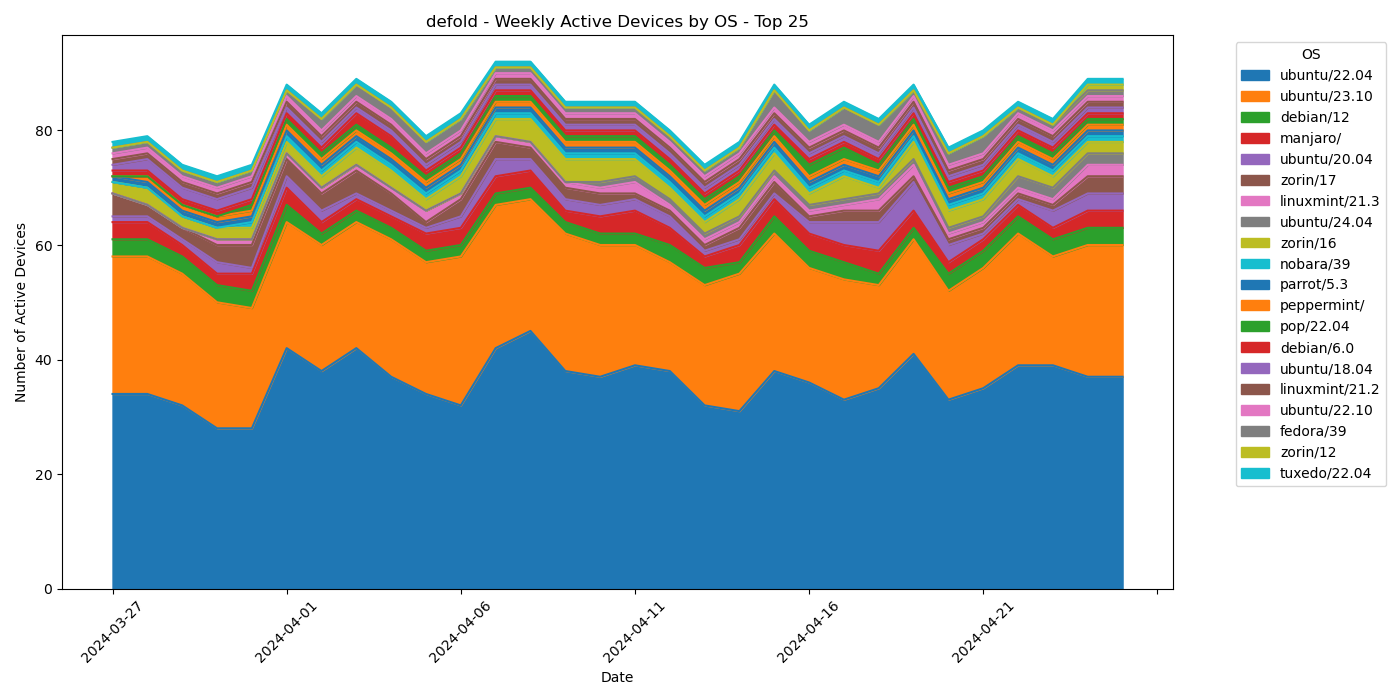 defold - Weekly Active Devices by OS - Top 25
Number of Active Devices
80
60
40
20
0
2024-03-27
2024-04-01
2024-04-06
2024-04-11
2024-04-16
2024-04-21
Date
OS
ubuntu/22.04
ubuntu/23.10
debian/12
manjaro/
ubuntu/20.04
zorin/17
linuxmint/21.3
ubuntu/24.04
zorin/16
nobara/39
parrot/5.3
peppermint/
pop/22.04
debian/6.0
ubuntu/18.04
linuxmint/21.2
ubuntu/22.10
fedora/39
zorin/12
tuxedo/22.04